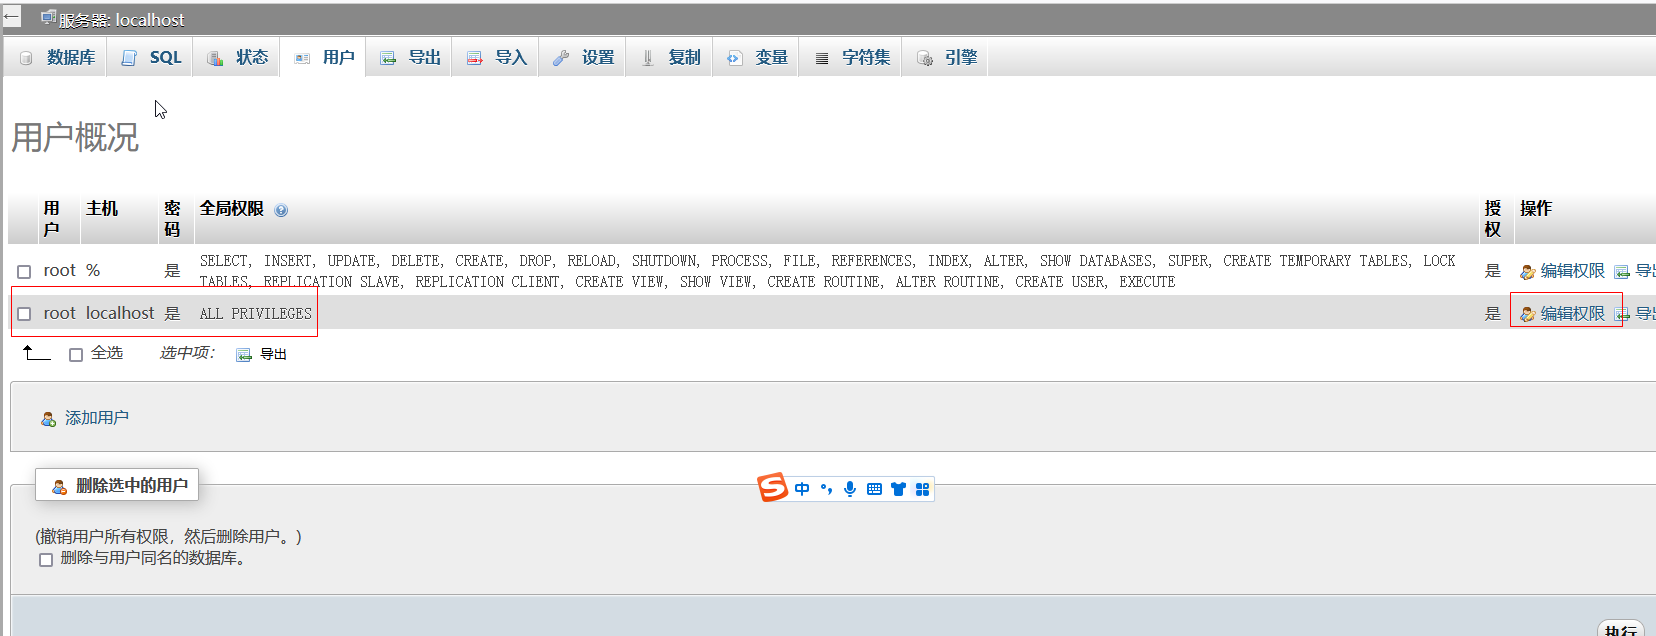 服务器: localhost
数据库 SQL 状态 用户 导出 导入 设置 复制 变量 字符集 引擎
用户概况
用户 主机 密码 全局权限 授权 操作
root % 是 SELECT, INSERT, UPDATE, DELETE, CREATE, DROP, RELOAD, SHUTDOWN, PROCESS, FILE, REFERENCES, INDEX, ALTER, SHOW DATABASES, SUPER, CREATE TEMPORARY TABLES, LOCK
TABLES, REPLICATION SLAVE, REPLICATION CLIENT, CREATE VIEW, SHOW VIEW, CREATE ROUTINE, ALTER ROUTINE, CREATE USER, EXECUTE 是 编辑权限 导出
root localhost 是 ALL PRIVILEGES 是 编辑权限 导出
全选 选中项: 导出
添加用户
删除选中的用户
中
(撤销用户所有权限，然后删除用户。)
删除与用户同名的数据库。
执行